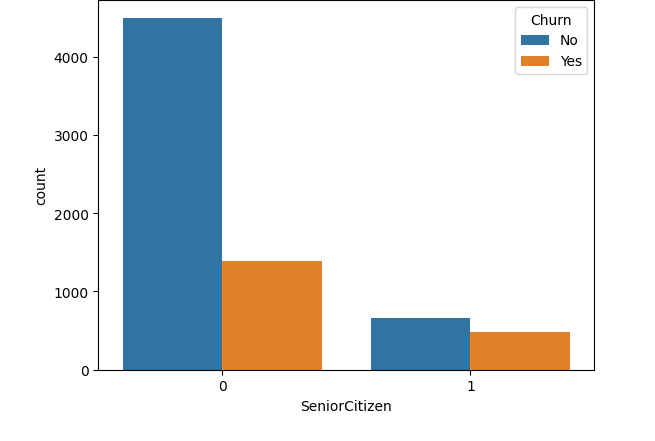 Churn
No
Yes
4000
3000
2000
1000
0
count
0 1
SeniorCitizen